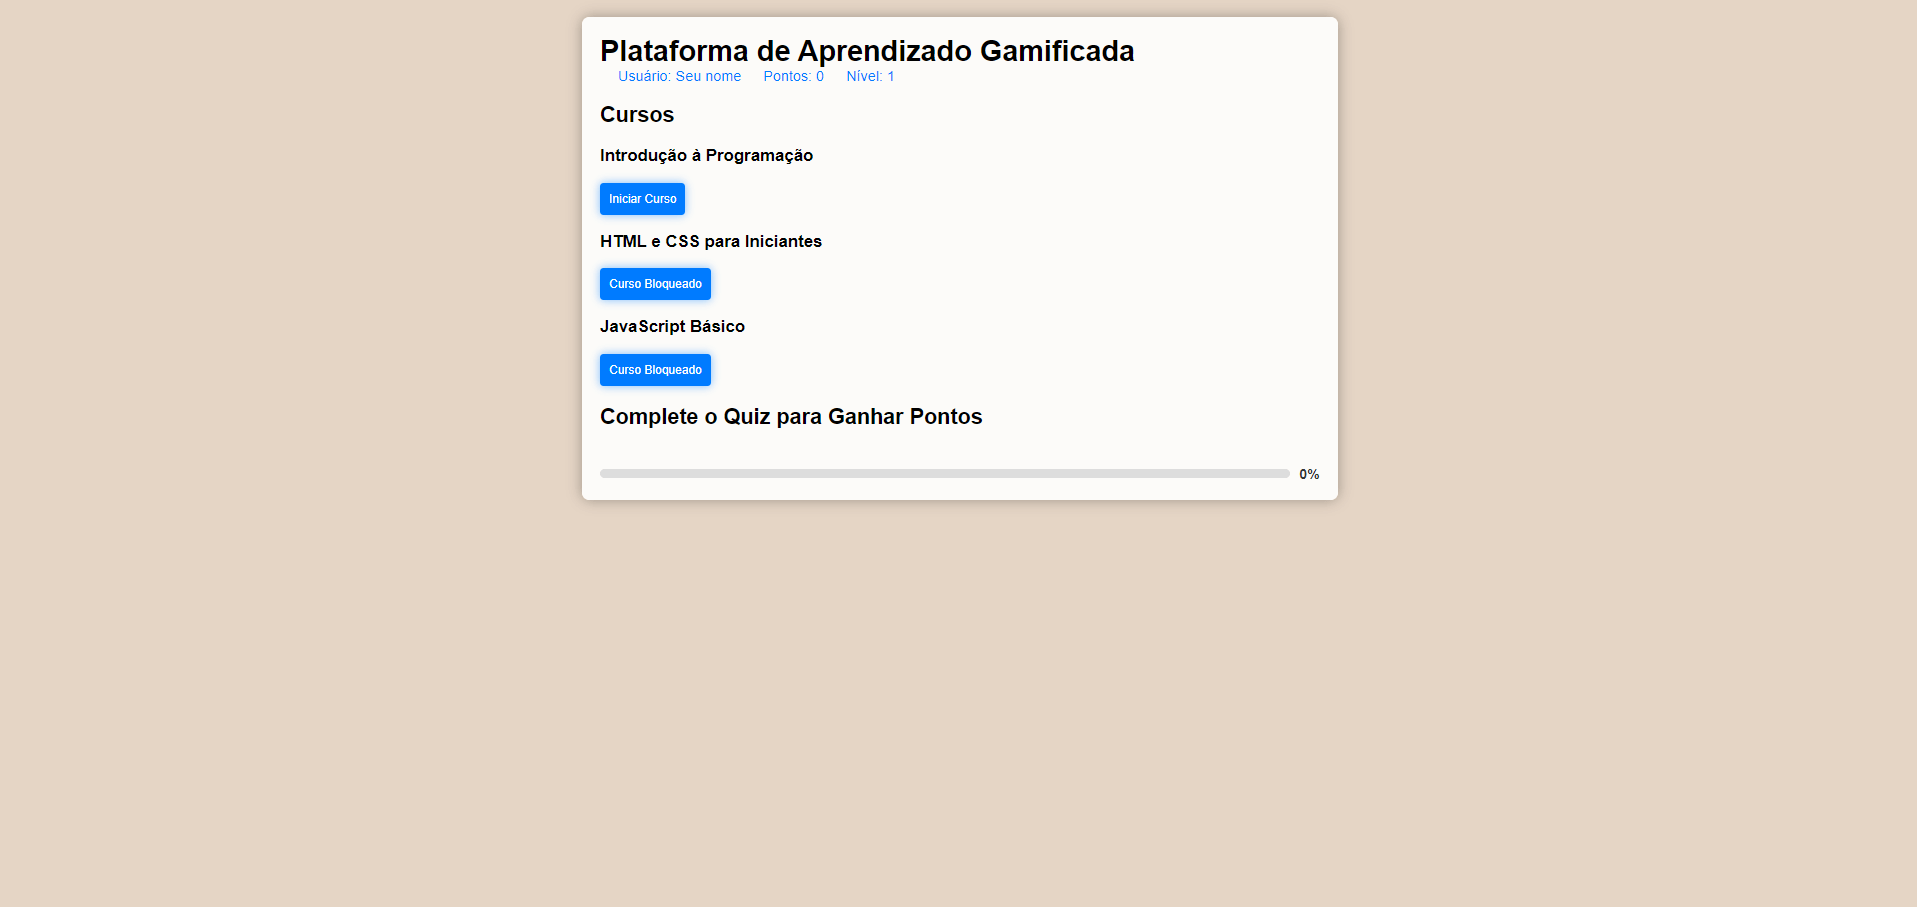 Plataforma de Aprendizado Gamificada
Usuário: Seu nome Pontos: 0 Nível: 1
Cursos
Introdução à Programação
Iniciar Curso
HTML e CSS para Iniciantes
Curso Bloqueado
JavaScript Básico
Curso Bloqueado
Complete o Quiz para Ganhar Pontos
0%